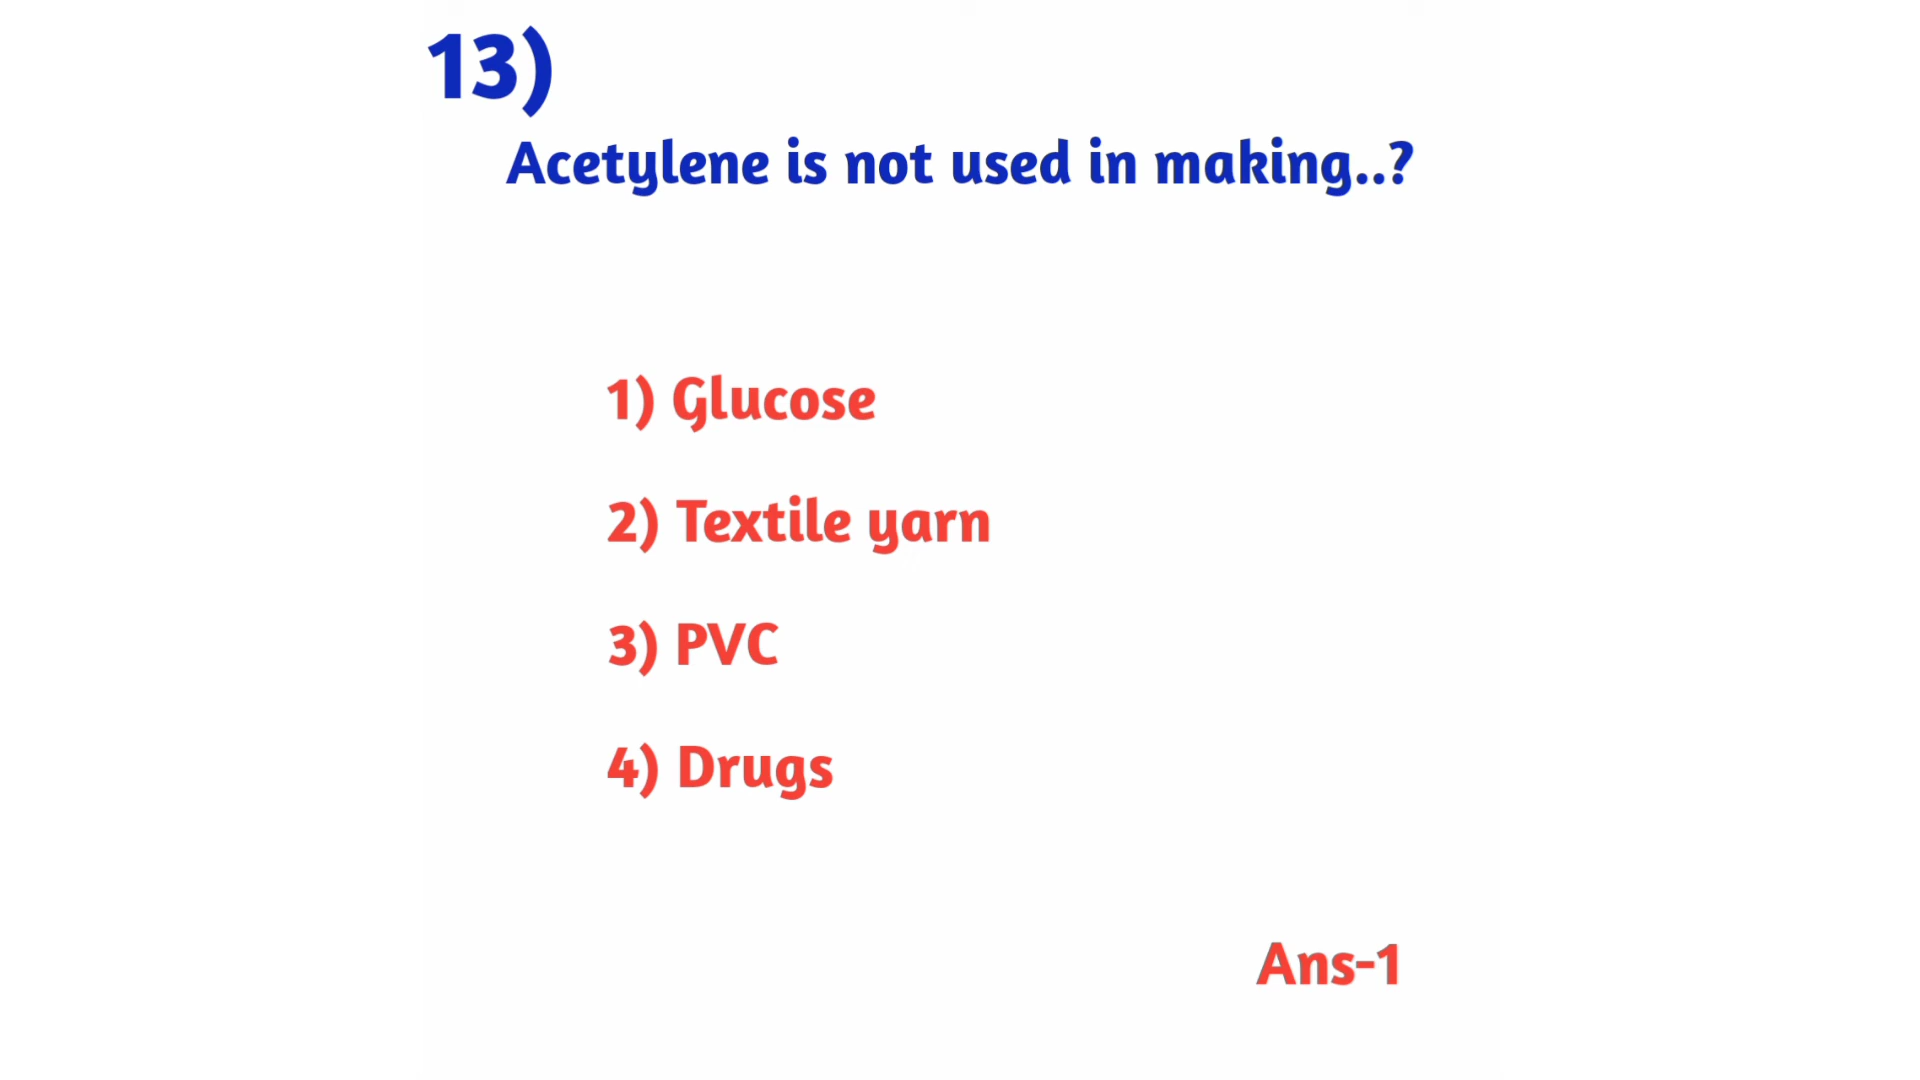 13)
Acetylene is not used in making..?
1) Glucose
2) Textile yarn
3) PVC
4) Drugs
Ans-1